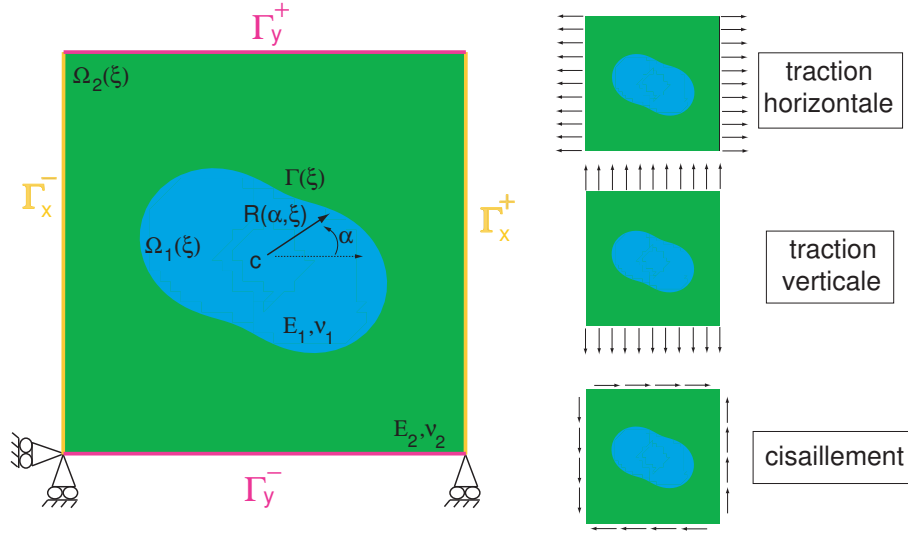 Γy+
Ω2(ξ)
Γx−
Γ(ξ)
R(α,ξ)
α
Ω1(ξ)
c
Γx+
E1,ν1
E2,ν2
Γy−
traction
horizontale
traction
verticale
cisaillement